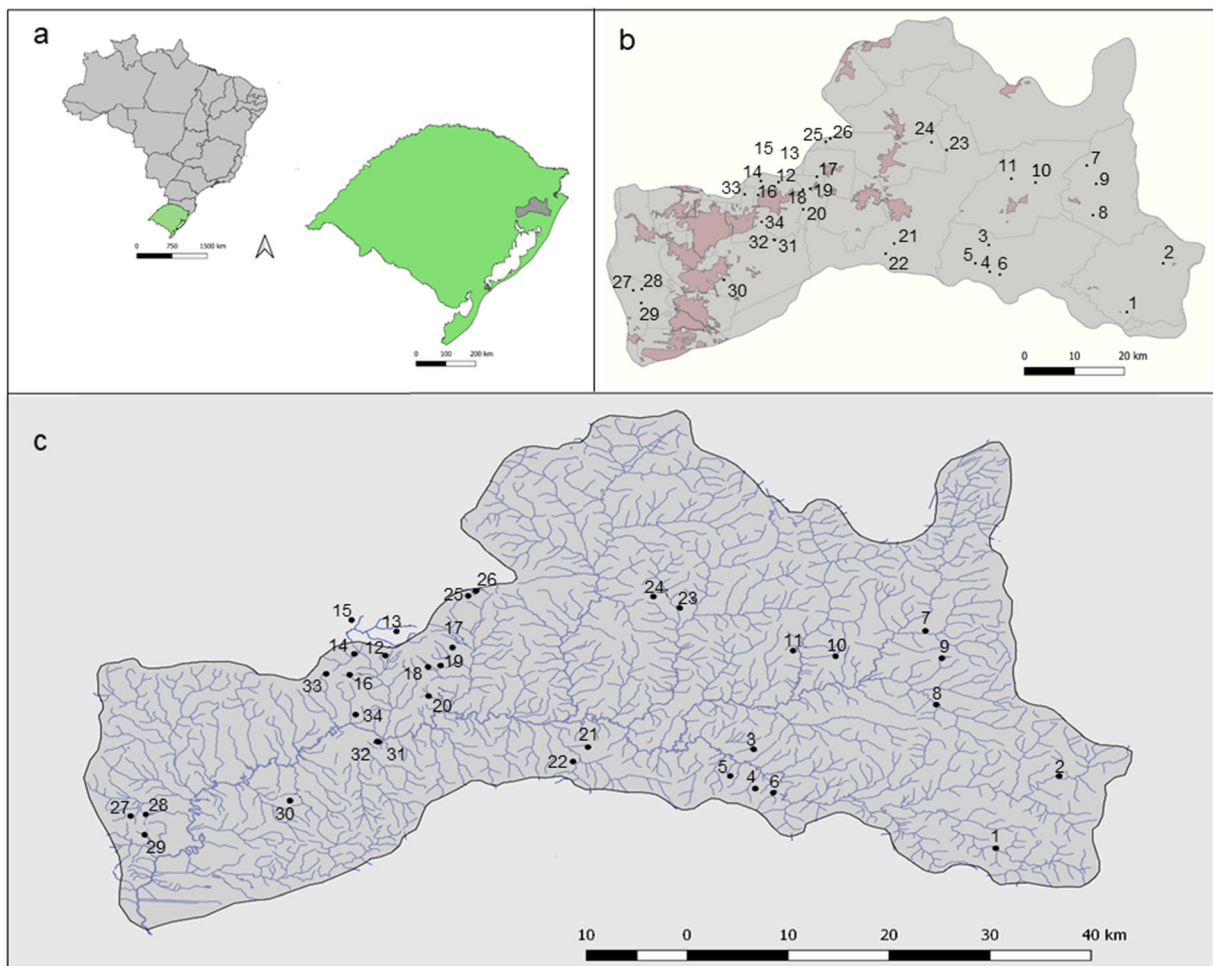 a
0 750 1500 km
0 100 200 km
b
25 26 24
15 13 23
14 12 17 11 10 7
33 16 18 19 9
34 20 8
32 31 21 3
22 5 4 6 2
27 28 30
29 1
0 10 20 km
c
26
25 24 23
15 13 17 7
14 12 11 10 9
33 16 18 19
34 20 8
32 31 21 3
22 5 4 6 2
27 28 30
29 1
10 0 10 20 30 40 km